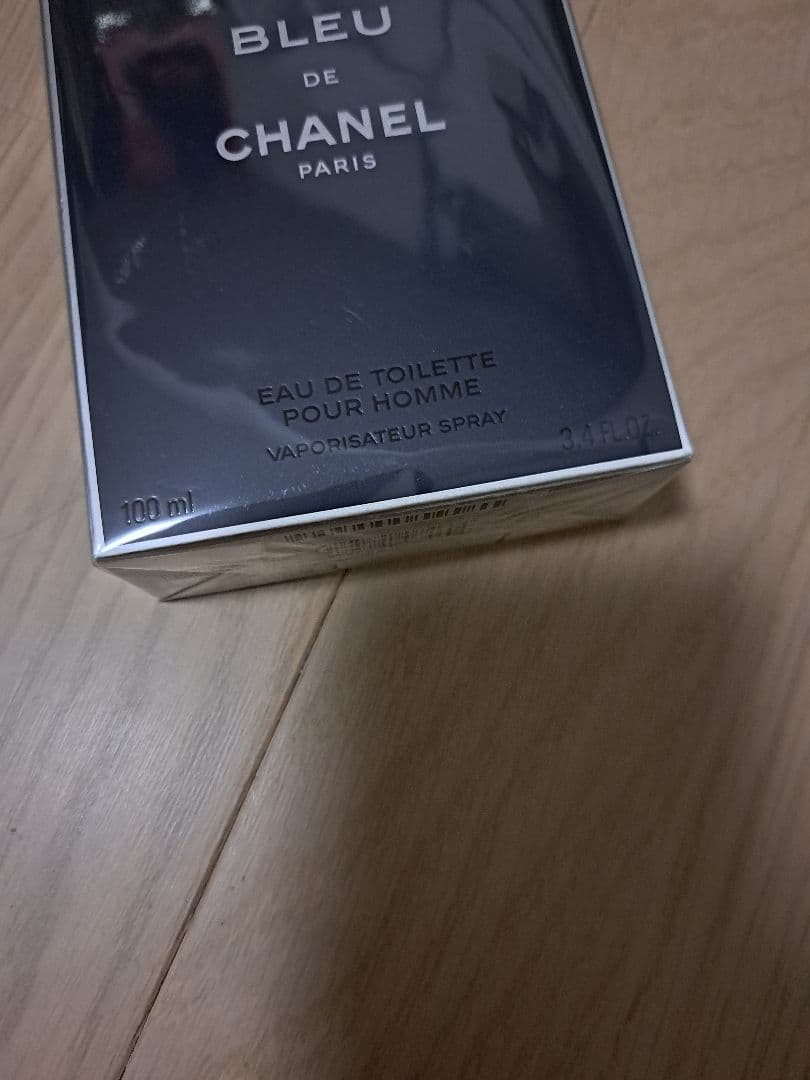 BLEU
DE
CHANEL
PARIS
EAU DE TOILETTE
POUR HOMME
VAPORISATEUR SPRAY
100 ml
3.4 FL.OZ.